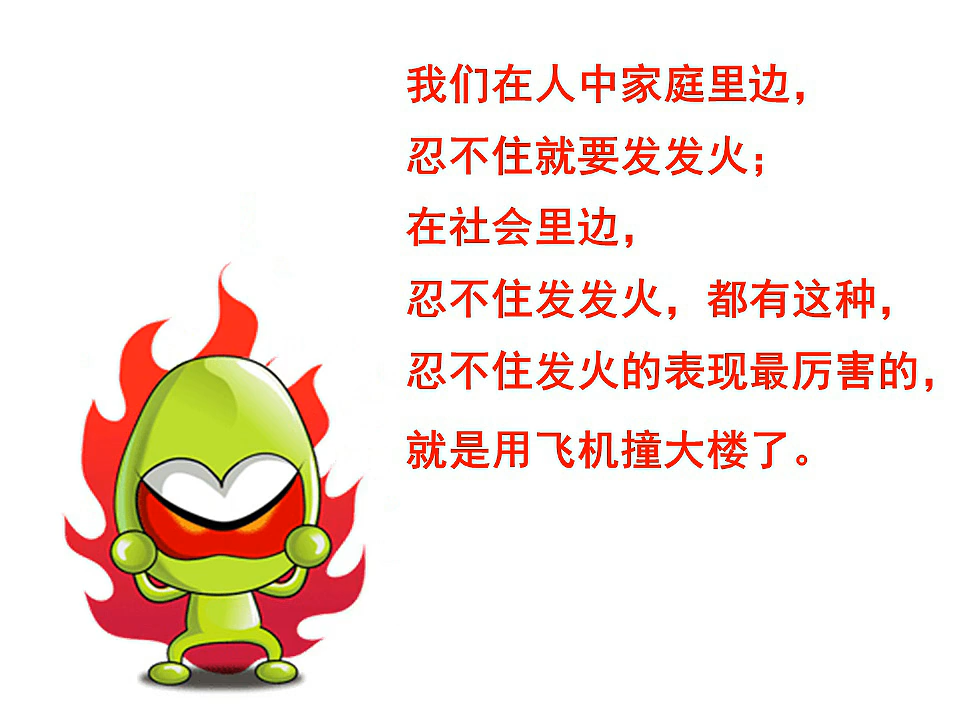 我们在人中家庭里边，
忍不住就要发发火；
在社会里边，
忍不住发发火，都有这种，
忍不住发火的表现最厉害的，
就是用飞机撞大楼了。